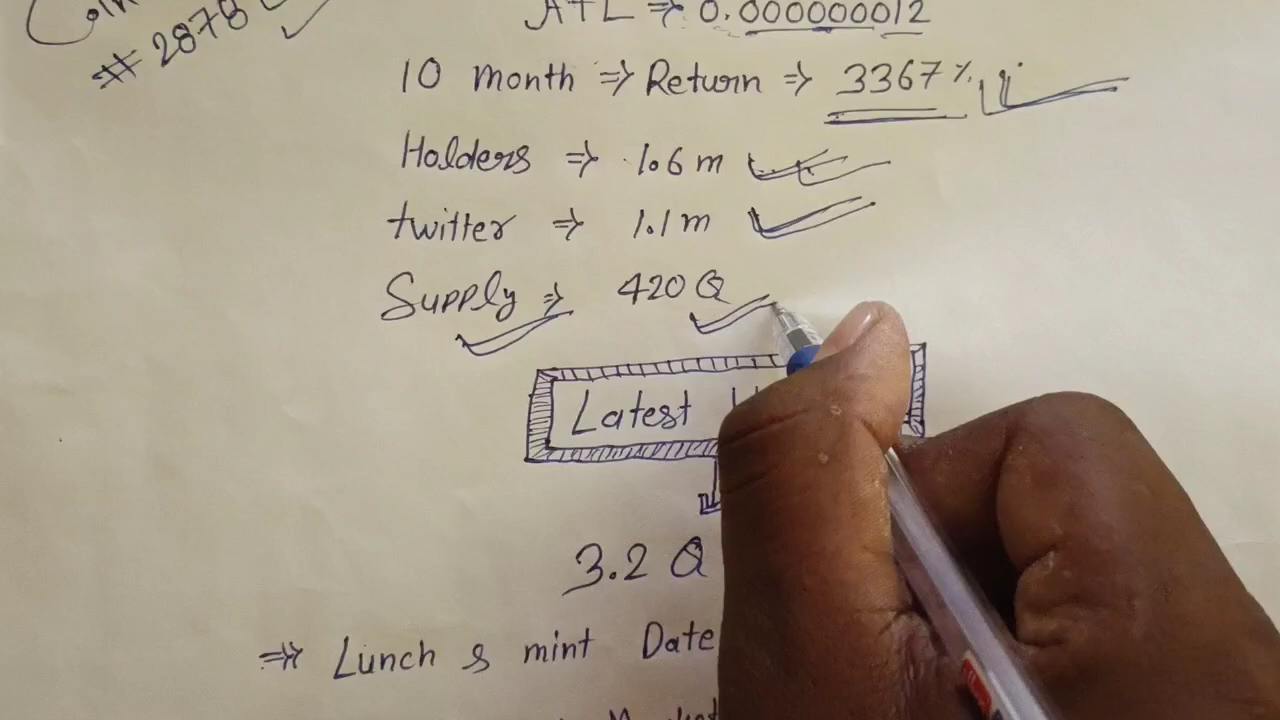 Coin
# 2878
ATL ⇒ 0.000000012
10 month ⇒ Return ⇒ 3367 %
Holders ⇒ 1.6 m
twitter ⇒ 1.1 m
Supply ⇒ 420 Q
Latest
3.2 Q
⇒ Lunch & mint Date